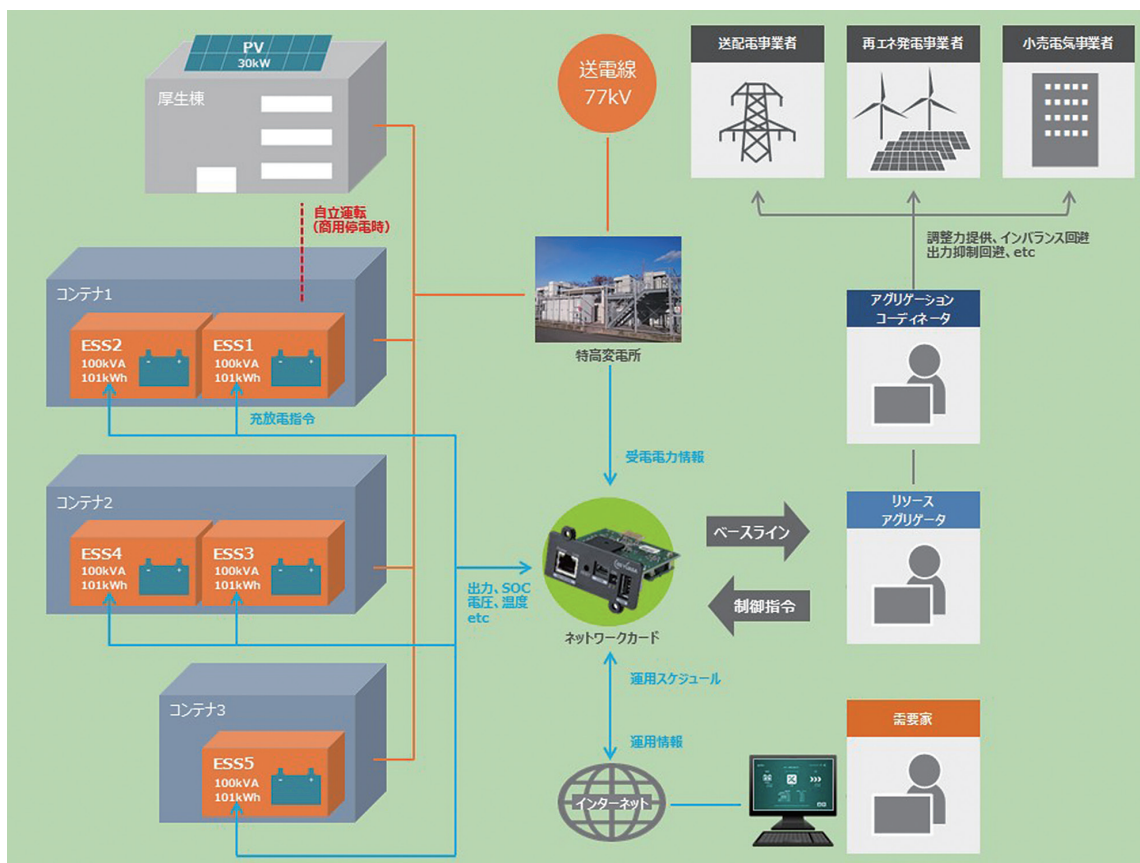 PV
30kW
厚生棟
送電線
77kV
送配電事業者
再エネ発電事業者
小売電気事業者
自立運転
(商用停電時)
調整力提供、インバランス回避
出力抑制回避、etc
コンテナ1
ESS2
100kVA
101kWh
ESS1
100kVA
101kWh
充放電指令
特高変電所
アグリゲーション
コーディネータ
受電電力情報
コンテナ2
ESS4
100kVA
101kWh
ESS3
100kVA
101kWh
出力、SOC
電圧、温度
etc
ネットワークカード
ベースライン
制御指令
リソース
アグリゲータ
運用スケジュール
運用情報
コンテナ3
ESS5
100kVA
101kWh
インターネット
需要家